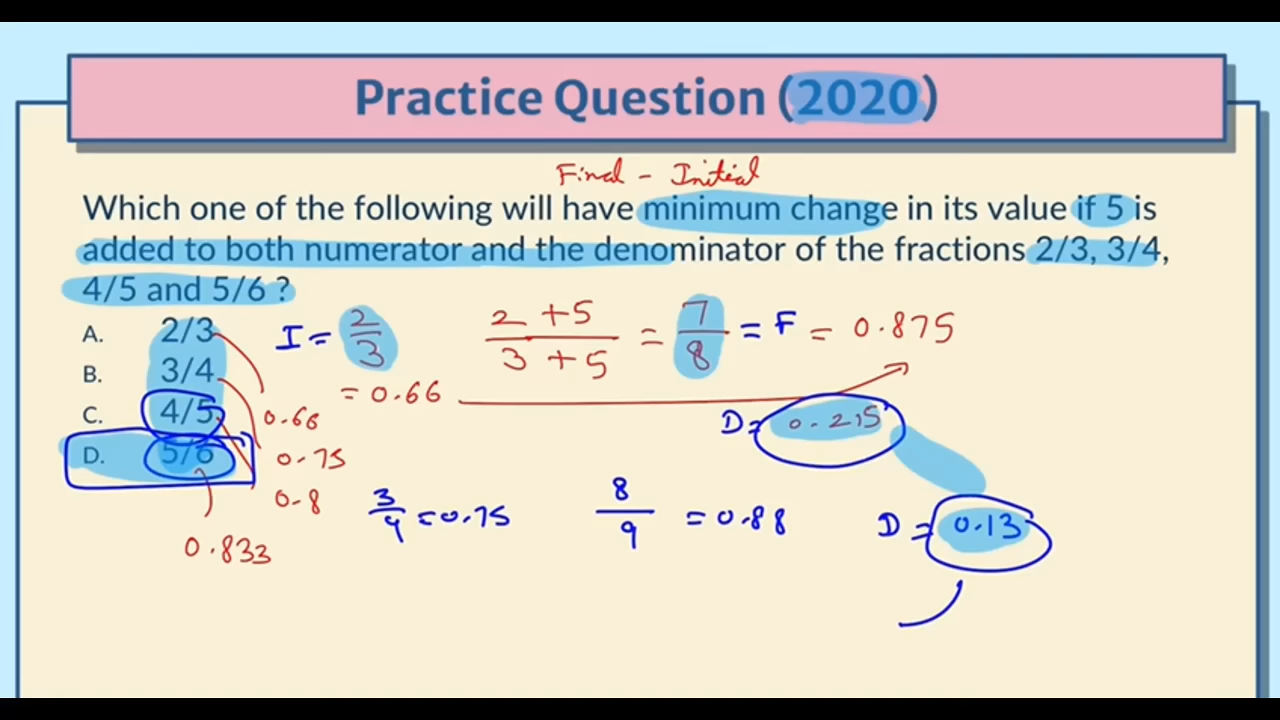 Practice Question (2020)
Final - Initial
Which one of the following will have minimum change in its value if 5 is
added to both numerator and the denominator of the fractions 2/3, 3/4,
4/5 and 5/6 ?
A. 2/3
B. 3/4
C. 4/5
D. 5/6
I = 2/3
= 0.66
2 + 5 / 3 + 5 = 7/8 = F = 0.875
D = 0.215
0.66
0.75
0.8
0.833
3/4 = 0.75
8/9 = 0.88
D = 0.13